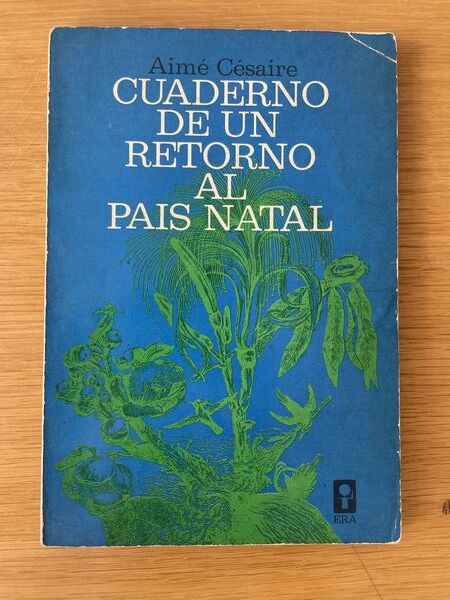 Aimé Césaire
CUADERNO
DE UN
RETORNO
AL
PAIS NATAL
ERA